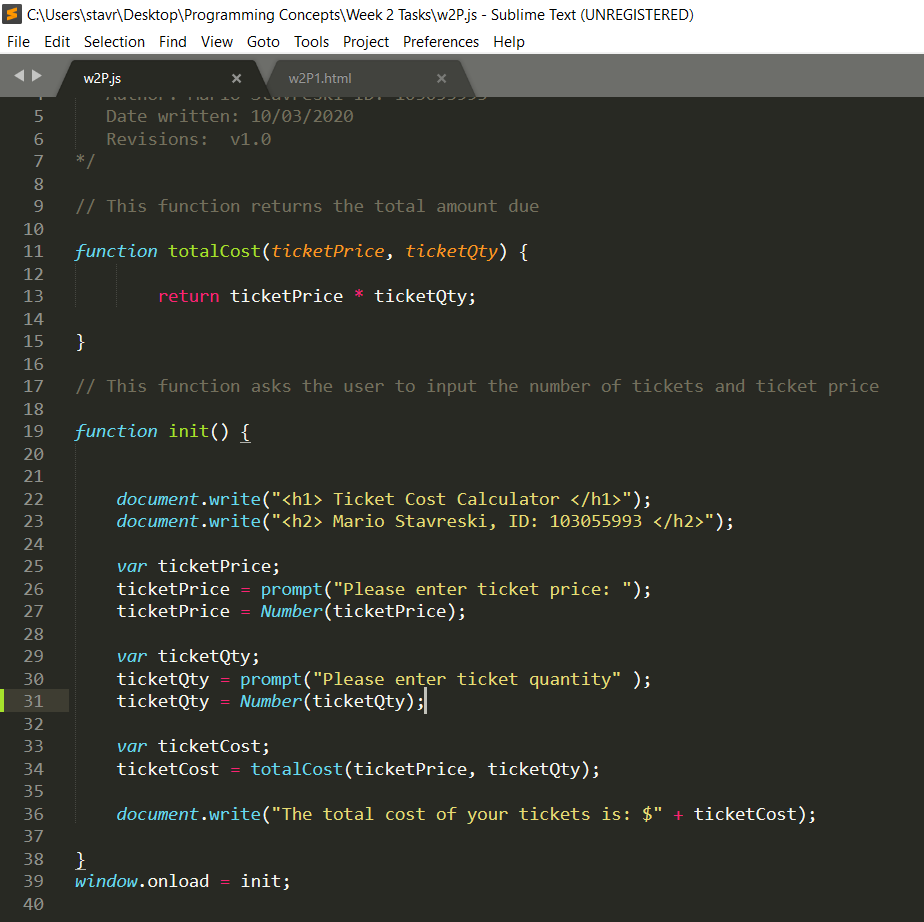 C:\Users\stavr\Desktop\Programming Concepts\Week 2 Tasks\w2P.js - Sublime Text (UNREGISTERED)
File Edit Selection Find View Goto Tools Project Preferences Help
w2P.js × w2P1.html ×
4 Author: Mario Stavreski ID: 103055993
5 Date written: 10/03/2020
6 Revisions: v1.0
7 */
8
9 // This function returns the total amount due
10
11 function totalCost(ticketPrice, ticketQty) {
12
13 return ticketPrice * ticketQty;
14
15 }
16
17 // This function asks the user to input the number of tickets and ticket price
18
19 function init() {
20
21
22 document.write("<h1> Ticket Cost Calculator </h1>");
23 document.write("<h2> Mario Stavreski, ID: 103055993 </h2>");
24
25 var ticketPrice;
26 ticketPrice = prompt("Please enter ticket price: ");
27 ticketPrice = Number(ticketPrice);
28
29 var ticketQty;
30 ticketQty = prompt("Please enter ticket quantity" );
31 ticketQty = Number(ticketQty);
32
33 var ticketCost;
34 ticketCost = totalCost(ticketPrice, ticketQty);
35
36 document.write("The total cost of your tickets is: $" + ticketCost);
37
38 }
39 window.onload = init;
40